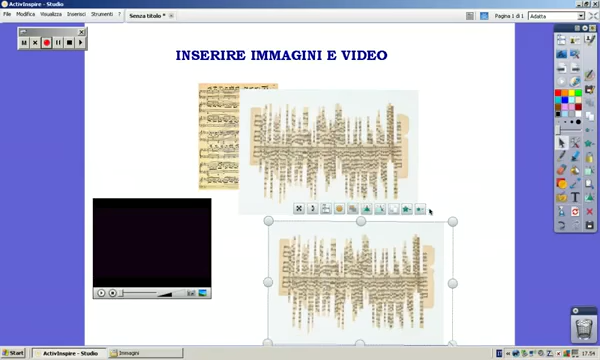 ActivInspire - Studio
File Modifica Visualizza Inserisci Strumenti ?
Senza titolo *
Pagina 1 di 1
Adatta
INSERIRE IMMAGINI E VIDEO
Start
ActivInspire - Studio
Immagini
IT
17.54